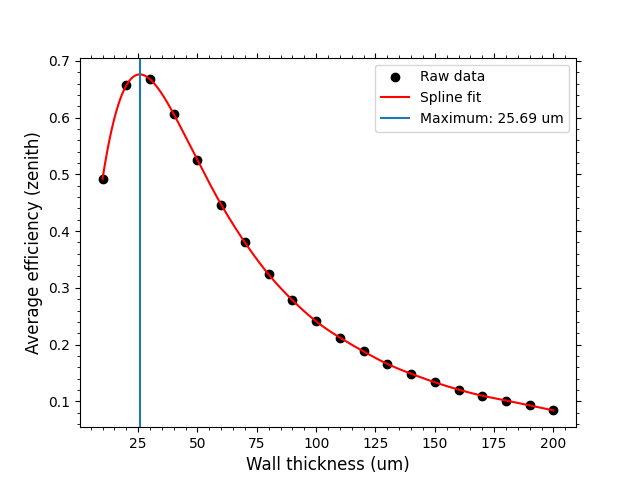 0.7
0.6
0.5
0.4
0.3
0.2
0.1
Average efficiency (zenith)
Raw data
Spline fit
Maximum: 25.69 um
25 50 75 100 125 150 175 200
Wall thickness (um)